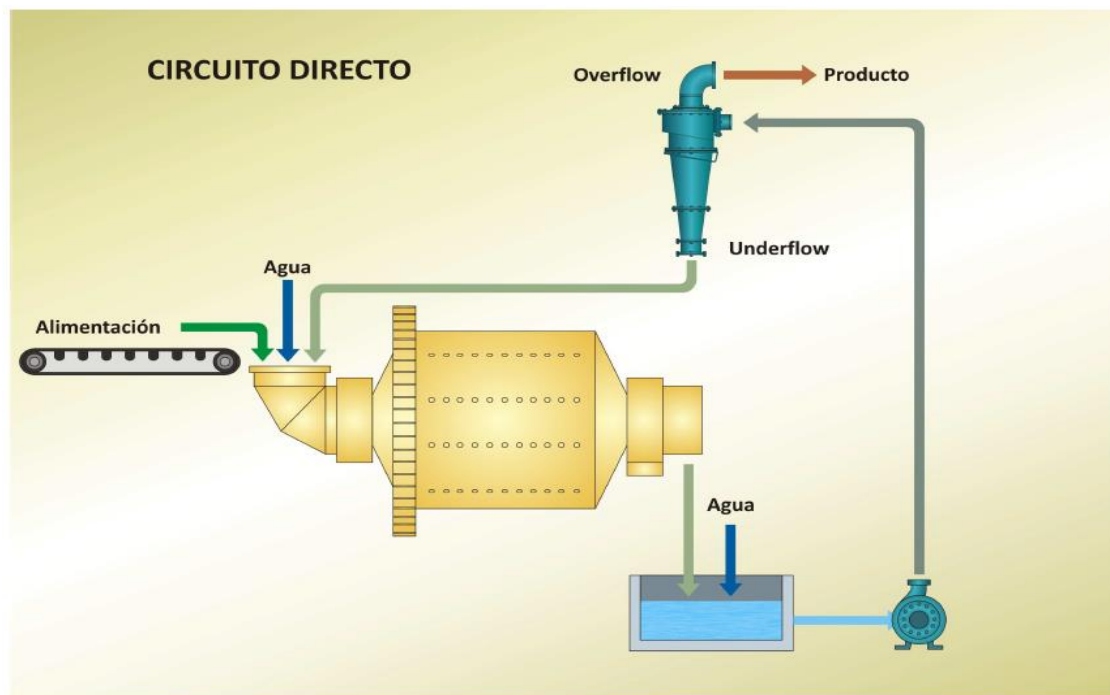 CIRCUITO DIRECTO
Overflow
Producto
Underflow
Agua
Alimentación
Agua